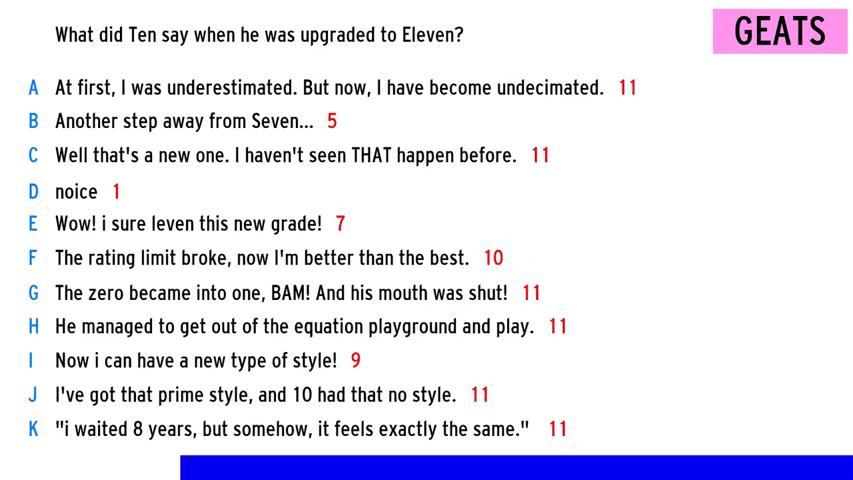 What did Ten say when he was upgraded to Eleven?
GEATS
A At first, I was underestimated. But now, I have become undecimated. 11
B Another step away from Seven... 5
C Well that's a new one. I haven't seen THAT happen before. 11
D noice 1
E Wow! i sure leven this new grade! 7
F The rating limit broke, now I'm better than the best. 10
G The zero became into one, BAM! And his mouth was shut! 11
H He managed to get out of the equation playground and play. 11
I Now i can have a new type of style! 9
J I've got that prime style, and 10 had that no style. 11
K "i waited 8 years, but somehow, it feels exactly the same." 11